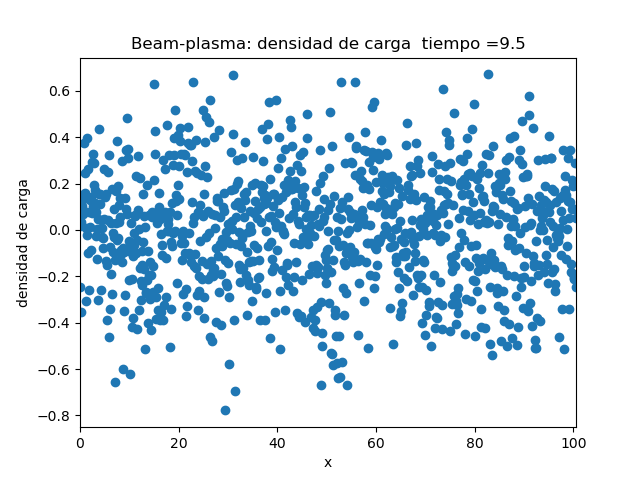 Beam-plasma: densidad de carga  tiempo =9.5
densidad de carga
0.6
0.4
0.2
0.0
−0.2
−0.4
−0.6
−0.8
0 20 40 60 80 100
x